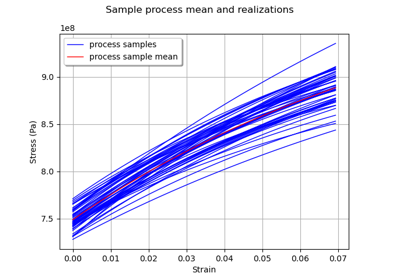 Sample process mean and realizations
1e8
process samples
process sample mean
9.0
8.5
8.0
7.5
Stress (Pa)
0.00 0.01 0.02 0.03 0.04 0.05 0.06 0.07
Strain